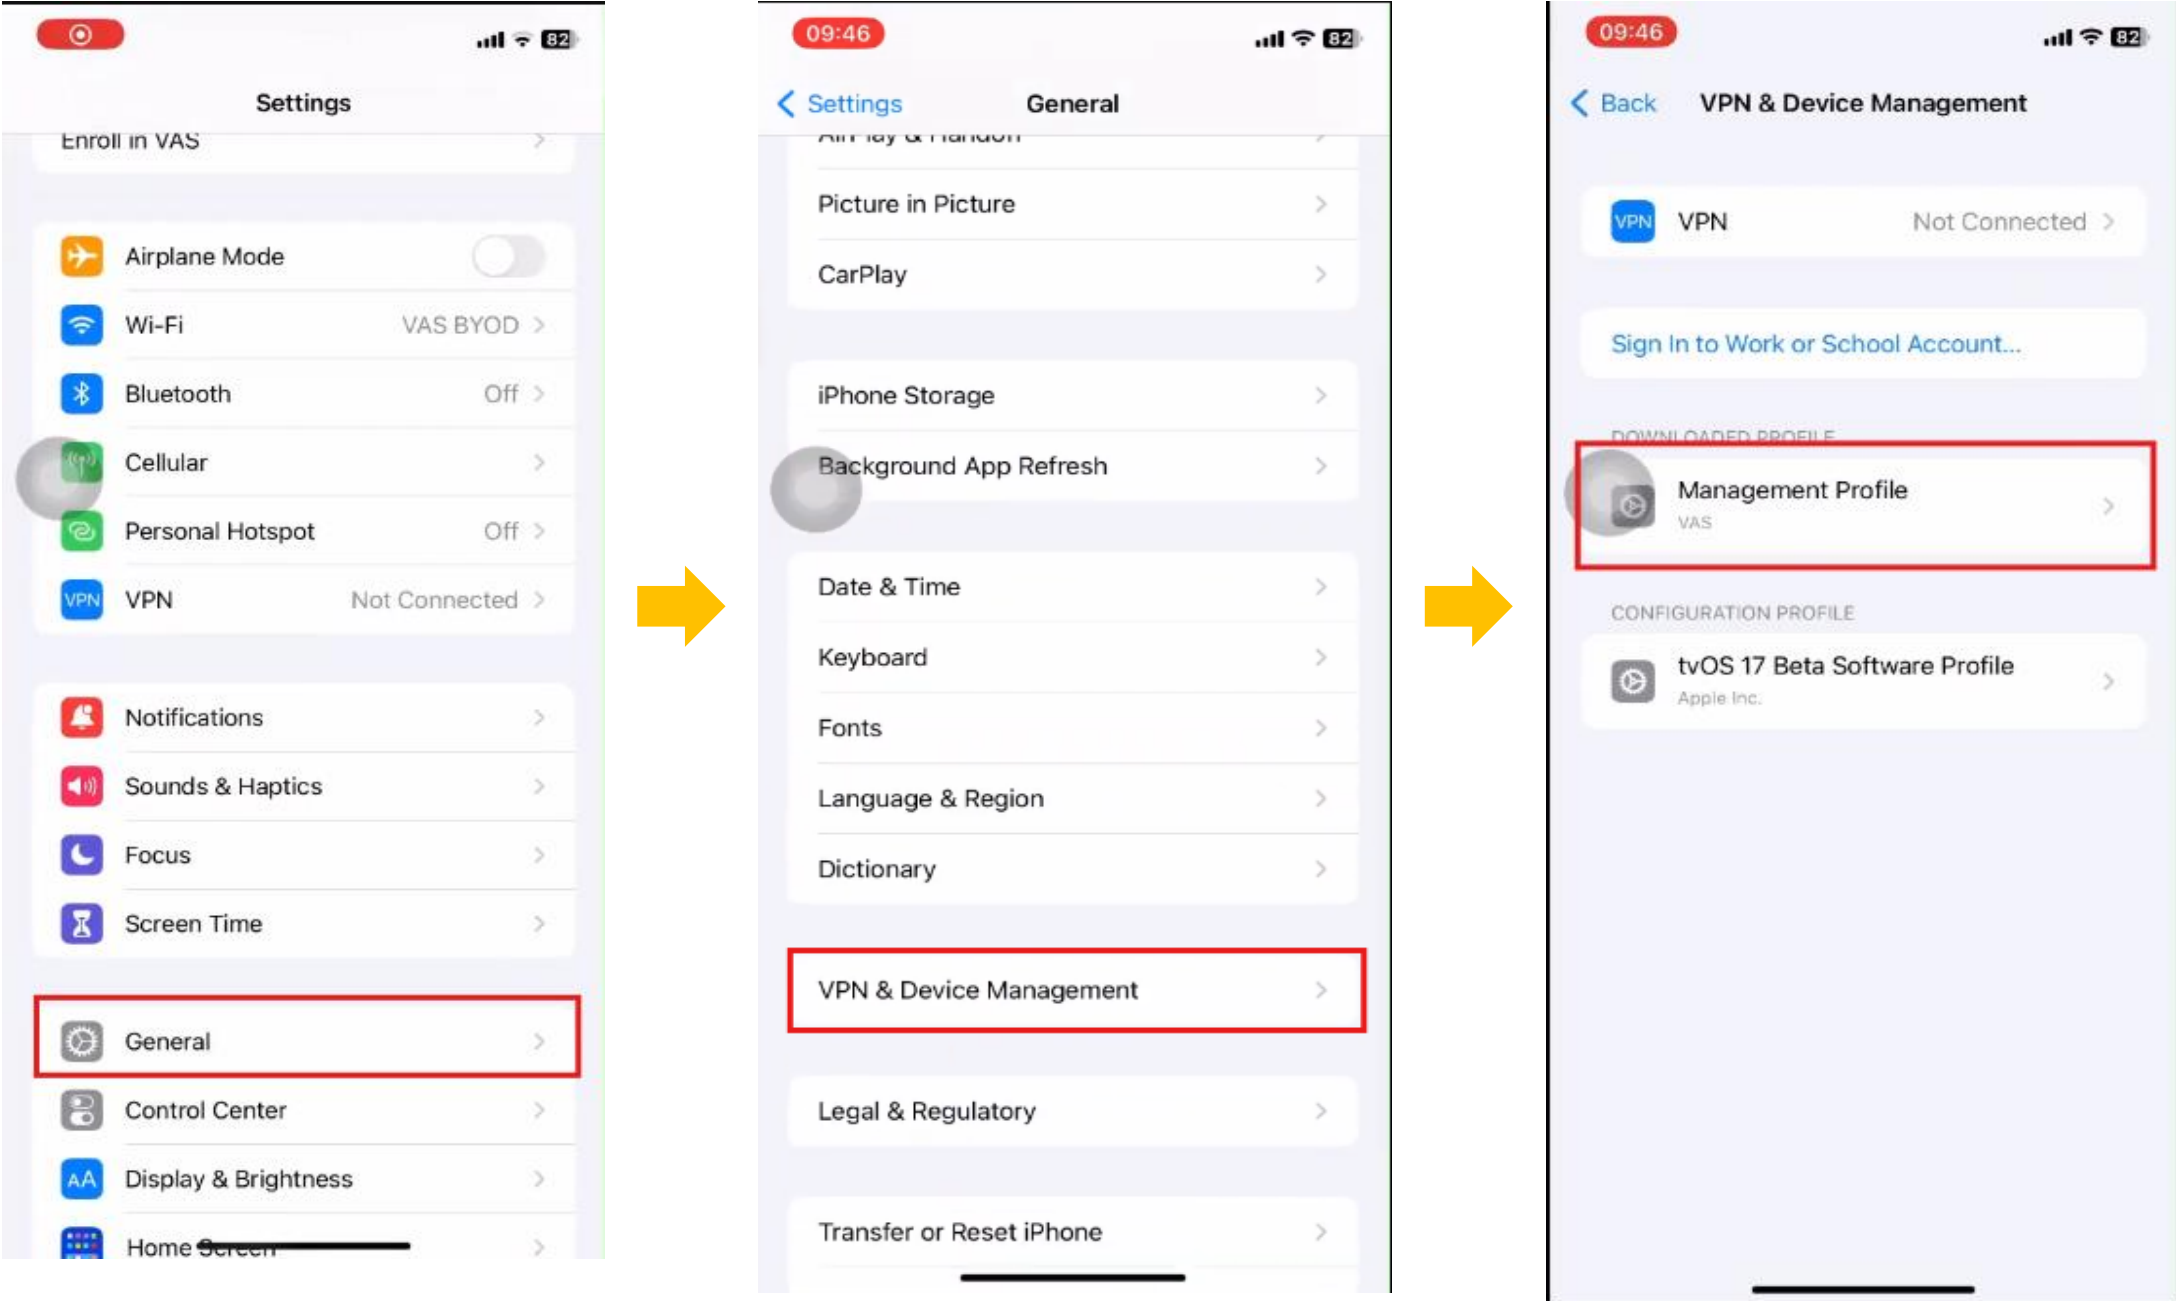 82
Settings
Enroll in VAS
Airplane Mode
Wi-Fi VAS BYOD
Bluetooth Off
Cellular
Personal Hotspot Off
VPN VPN Not Connected
Notifications
Sounds & Haptics
Focus
Screen Time
General
Control Center
AA Display & Brightness
Home Screen
09:46 82
Settings General
AirPlay & Handoff
Picture in Picture
CarPlay
iPhone Storage
Background App Refresh
Date & Time
Keyboard
Fonts
Language & Region
Dictionary
VPN & Device Management
Legal & Regulatory
Transfer or Reset iPhone
09:46 82
Back VPN & Device Management
VPN VPN Not Connected
Sign In to Work or School Account...
DOWNLOADED PROFILE
Management Profile
VAS
CONFIGURATION PROFILE
tvOS 17 Beta Software Profile
Apple Inc.